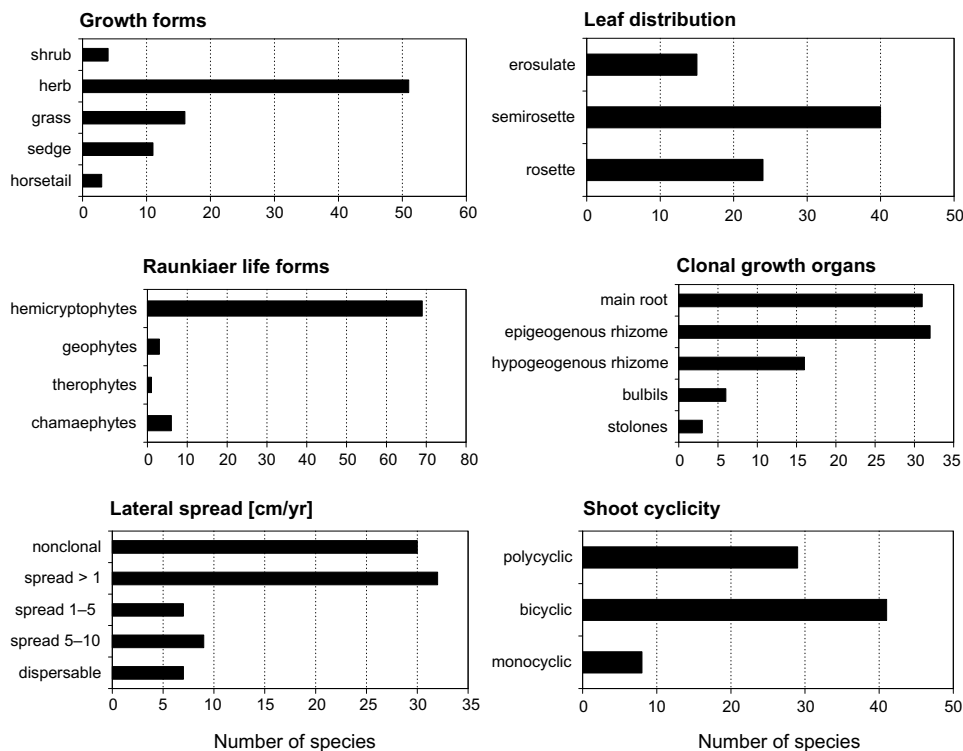 Growth forms
shrub
herb
grass
sedge
horsetail
0 10 20 30 40 50 60
Leaf distribution
erosulate
semirosette
rosette
0 10 20 30 40 50
Raunkiaer life forms
hemicryptophytes
geophytes
therophytes
chamaephytes
0 10 20 30 40 50 60 70 80
Clonal growth organs
main root
epigeogenous rhizome
hypogeogenous rhizome
bulbils
stolones
0 5 10 15 20 25 30 35
Lateral spread [cm/yr]
nonclonal
spread > 1
spread 1–5
spread 5–10
dispersable
0 5 10 15 20 25 30 35
Number of species
Shoot cyclicity
polycyclic
bicyclic
monocyclic
0 10 20 30 40 50
Number of species